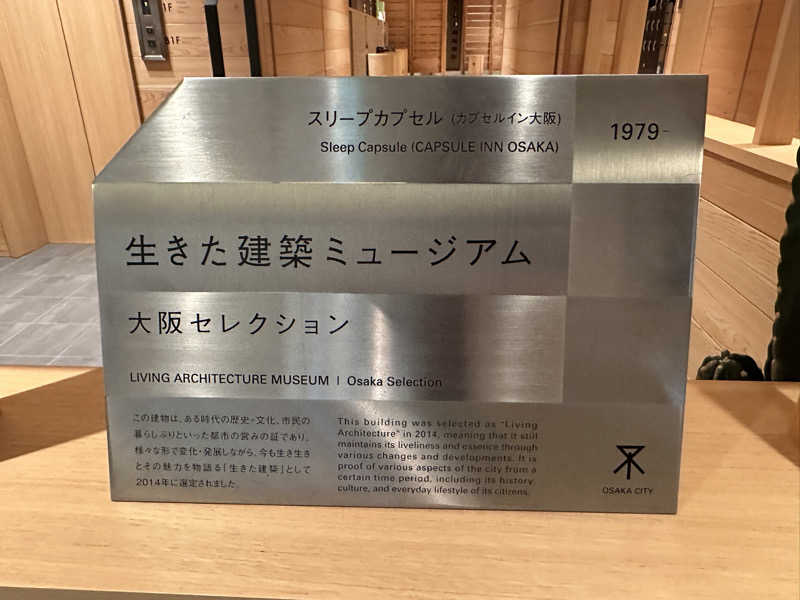 1F
B1F
スリープカプセル (カプセルイン大阪)
Sleep Capsule (CAPSULE INN OSAKA)
1979-
生きた建築ミュージアム
大阪セレクション
LIVING ARCHITECTURE MUSEUM | Osaka Selection
この建物は、ある時代の歴史・文化、市民の
暮らしぶりといった都市の営みの証であり、
様々な形で変化・発展しながら、今も生き生き
とその魅力を物語る「生きた建築」として
2014年に選定されました。
This building was selected as "Living
Architecture" in 2014, meaning that it still
maintains its liveliness and essence through
various changes and developments. It is
proof of various aspects of the city from a
certain time period, including its history,
culture, and everyday lifestyle of its citizens.
OSAKA CITY